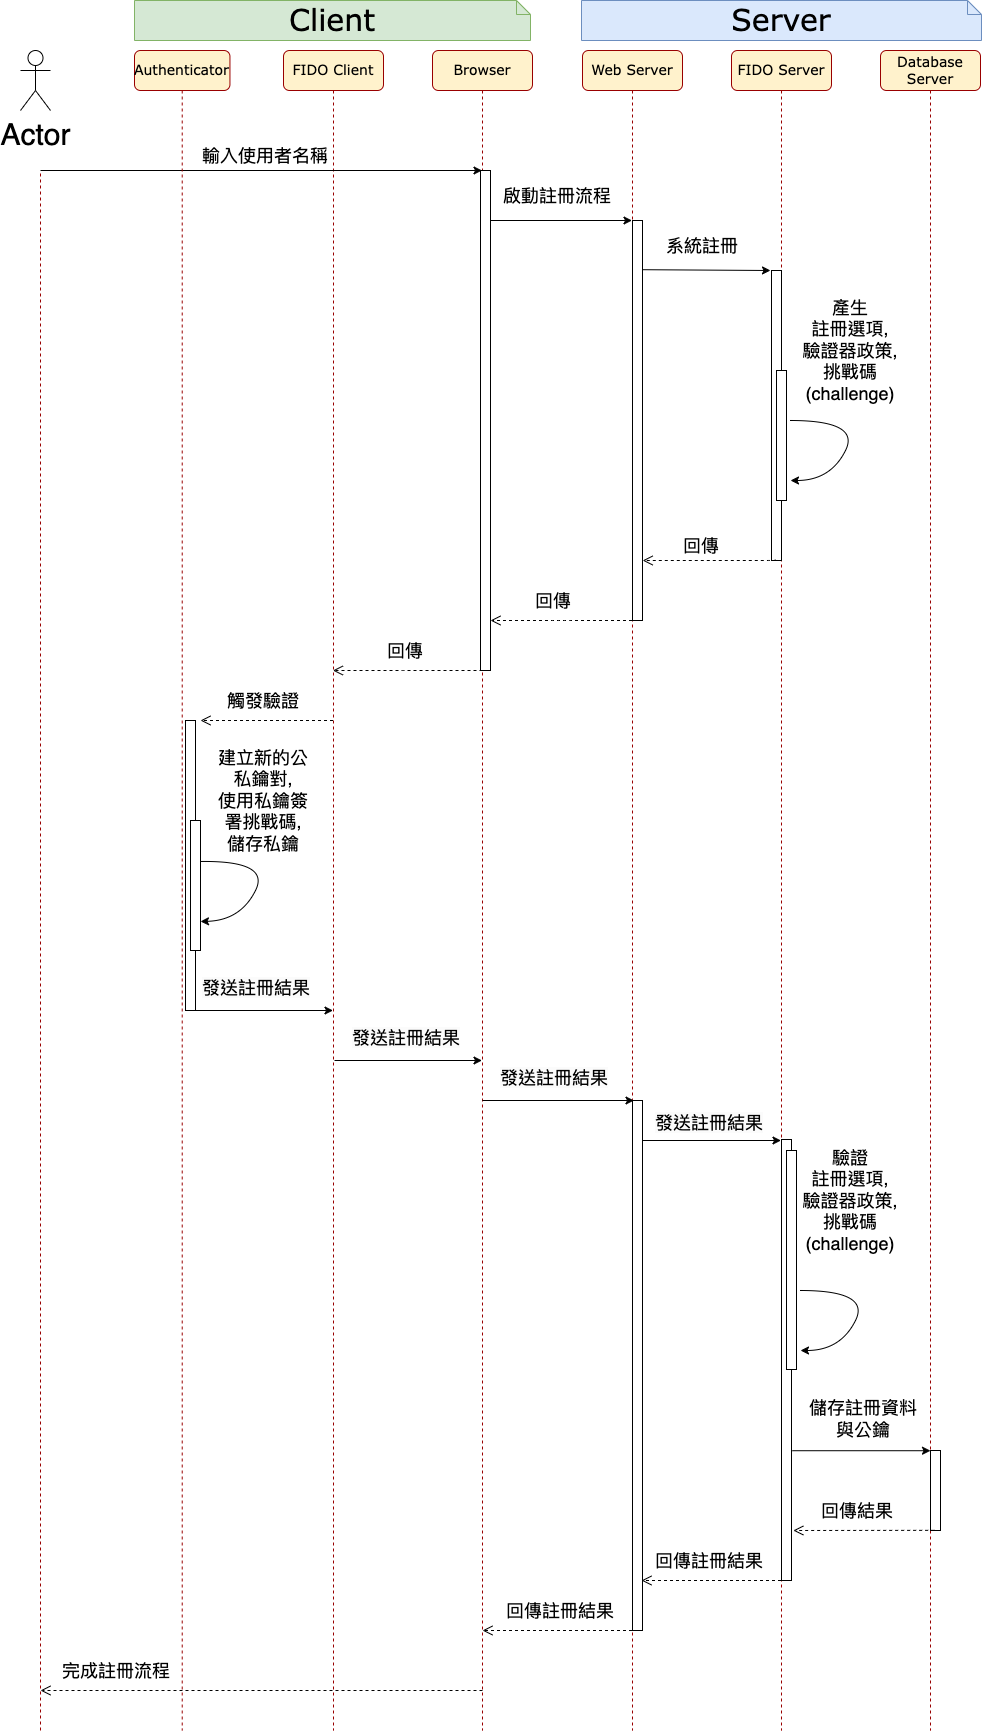 Client
Server
Authenticator
FIDO Client
Browser
Web Server
FIDO Server
Database
Server
Actor
輸入使用者名稱
啟動註冊流程
系統註冊
產生
註冊選項,
驗證器政策,
挑戰碼
(challenge)
回傳
回傳
回傳
觸發驗證
建立新的公
私鑰對,
使用私鑰簽
署挑戰碼,
儲存私鑰
發送註冊結果
發送註冊結果
發送註冊結果
發送註冊結果
驗證
註冊選項,
驗證器政策,
挑戰碼
(challenge)
儲存註冊資料
與公鑰
回傳結果
回傳註冊結果
回傳註冊結果
完成註冊流程